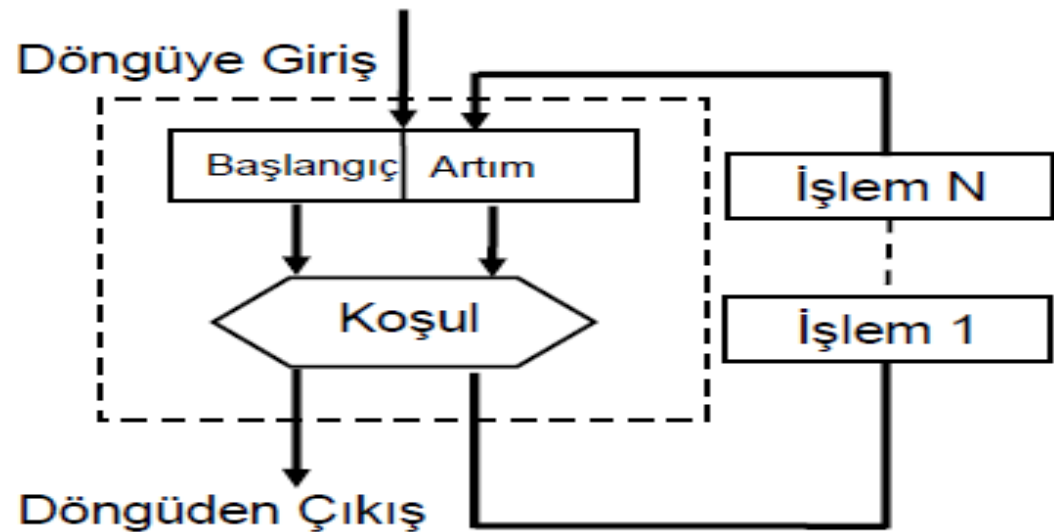 Döngüye Giriş
Başlangıç
Artım
İşlem N
Koşul
İşlem 1
Döngüden Çıkış